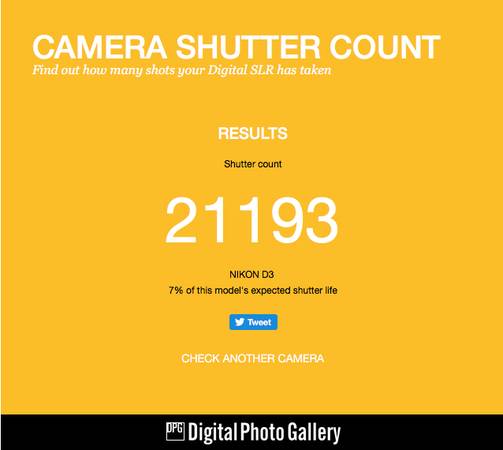 CAMERA SHUTTER COUNT
Find out how many shots your Digital SLR has taken
RESULTS
Shutter count
21193
NIKON D3
7% of this model's expected shutter life
Tweet
CHECK ANOTHER CAMERA
DPG Digital Photo Gallery